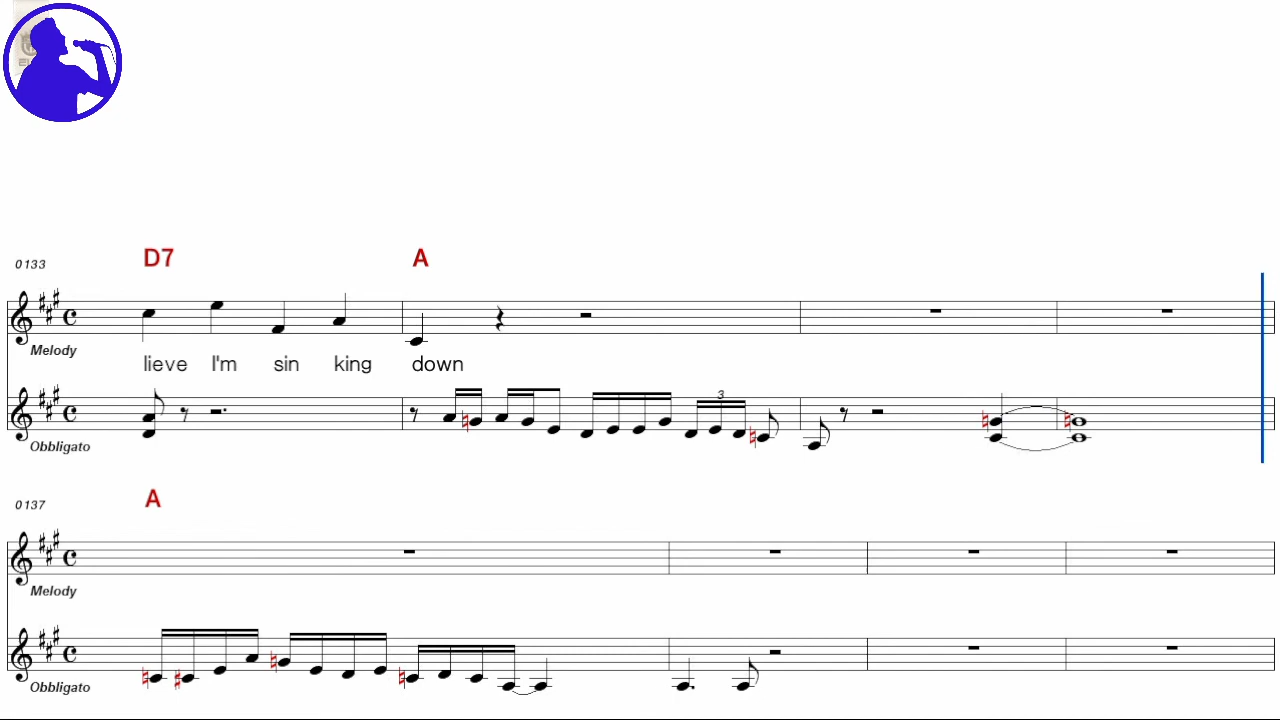 0133
D7 A
Melody
lieve I'm sin king down
3
Obbligato
0137
A
Melody
Obbligato